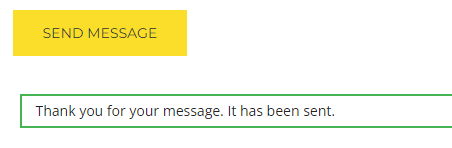 SEND MESSAGE
Thank you for your message. It has been sent.